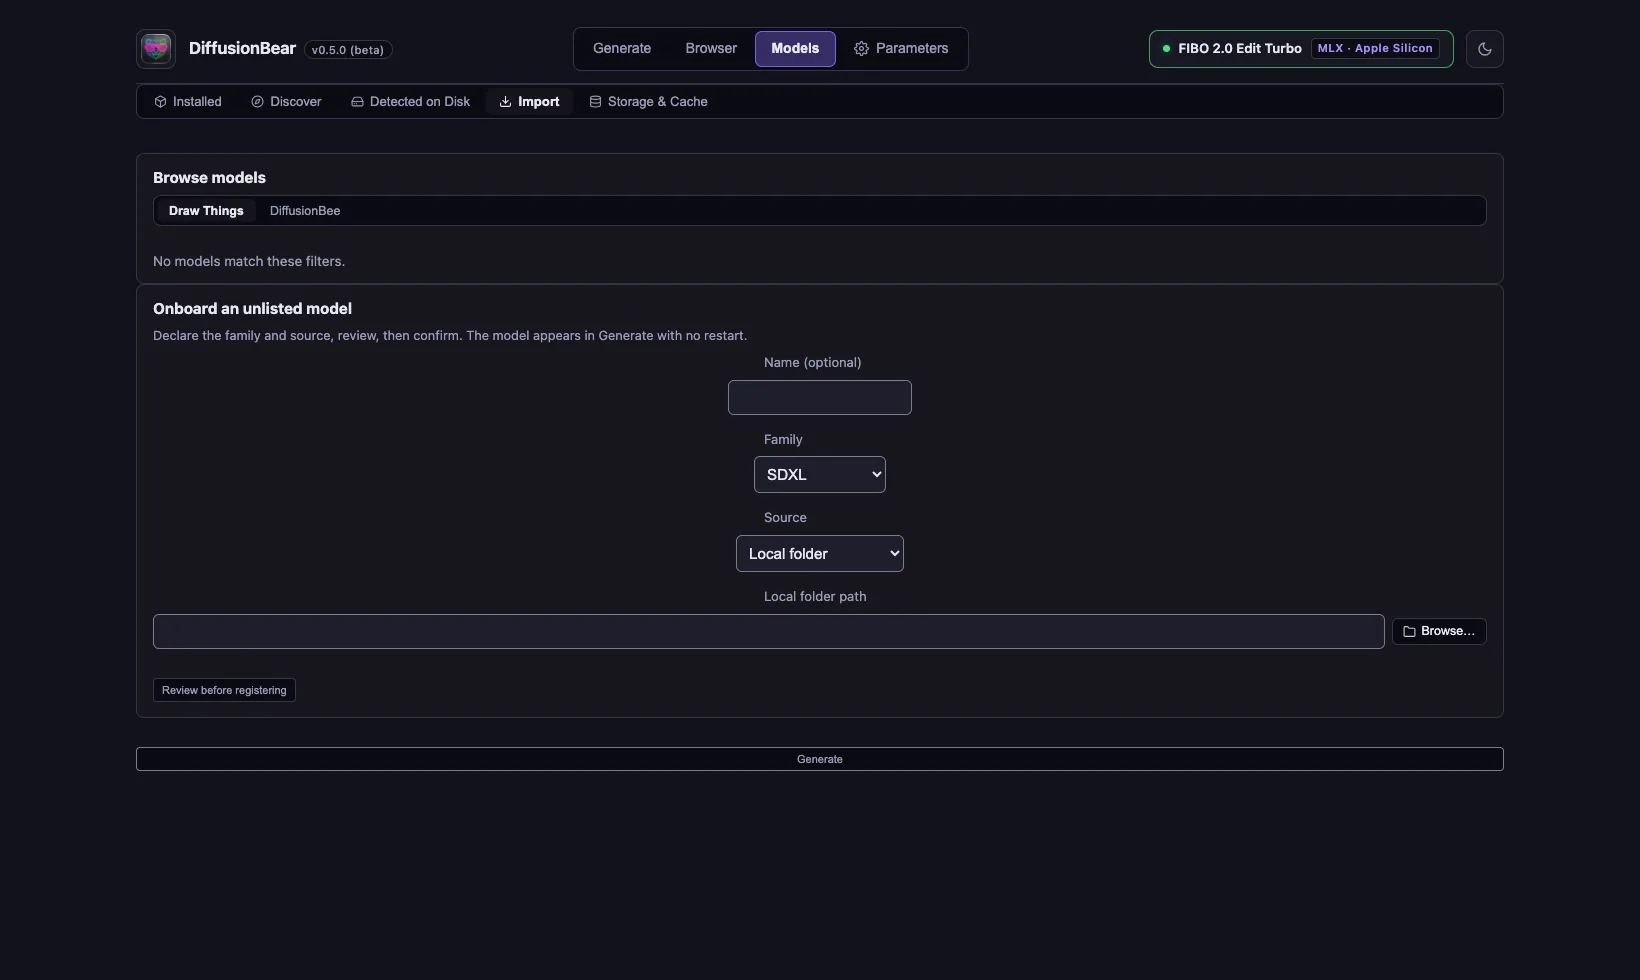 DiffusionBear v0.5.0 (beta) Generate Browser Models Parameters FIBO 2.0 Edit Turbo MLX · Apple Silicon
Installed Discover Detected on Disk Import Storage & Cache
Browse models
Draw Things DiffusionBee
No models match these filters.
Onboard an unlisted model
Declare the family and source, review, then confirm. The model appears in Generate with no restart.
Name (optional)
Family
SDXL
Source
Local folder
Local folder path
Browse...
Review before registering
Generate